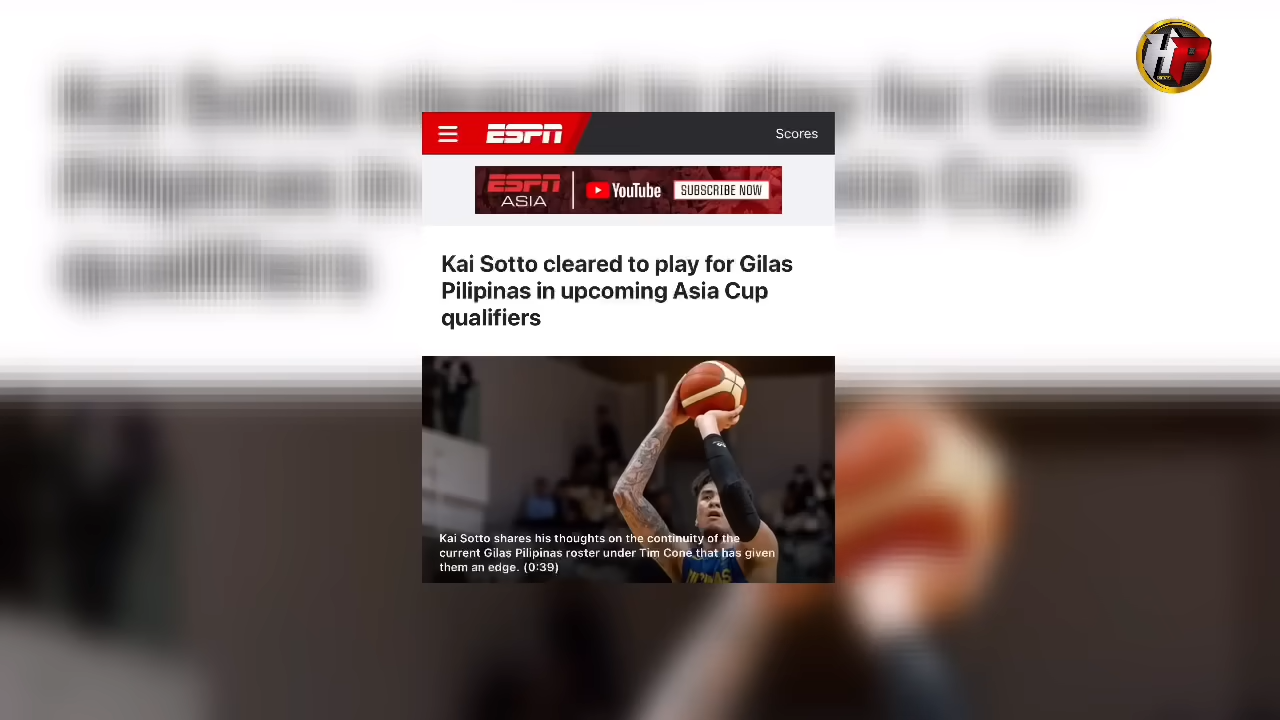 HP
ESPN
Scores
ESPN
ASIA
YouTube
SUBSCRIBE NOW
Kai Sotto cleared to play for Gilas
Pilipinas in upcoming Asia Cup
qualifiers
Kai Sotto shares his thoughts on the continuity of the
current Gilas Pilipinas roster under Tim Cone that has given
them an edge. (0:39)